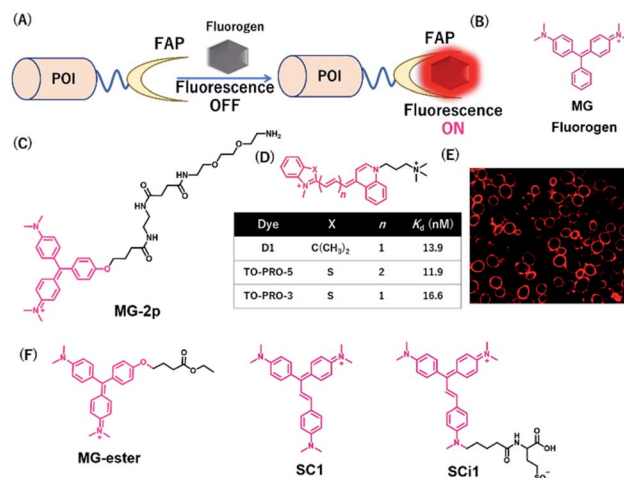 (A)
Fluorogen
FAP
POI
Fluorescence
OFF
FAP
POI
Fluorescence
ON
(B)
N
N
+
MG
Fluorogen
(C)
NH2
O
O
HN
O
O
NH
NH
O
N
O
N
+
MG-2p
(D)
X
N
+
n
N
N
+
Dye X n Kd (nM)
D1 C(CH3)2 1 13.9
TO-PRO-5 S 2 11.9
TO-PRO-3 S 1 16.6
(E)
(F)
N
O
O
O
N
+
MG-ester
N
N
+
N
SC1
N
N
+
N
O
H
N
O
OH
SCi1